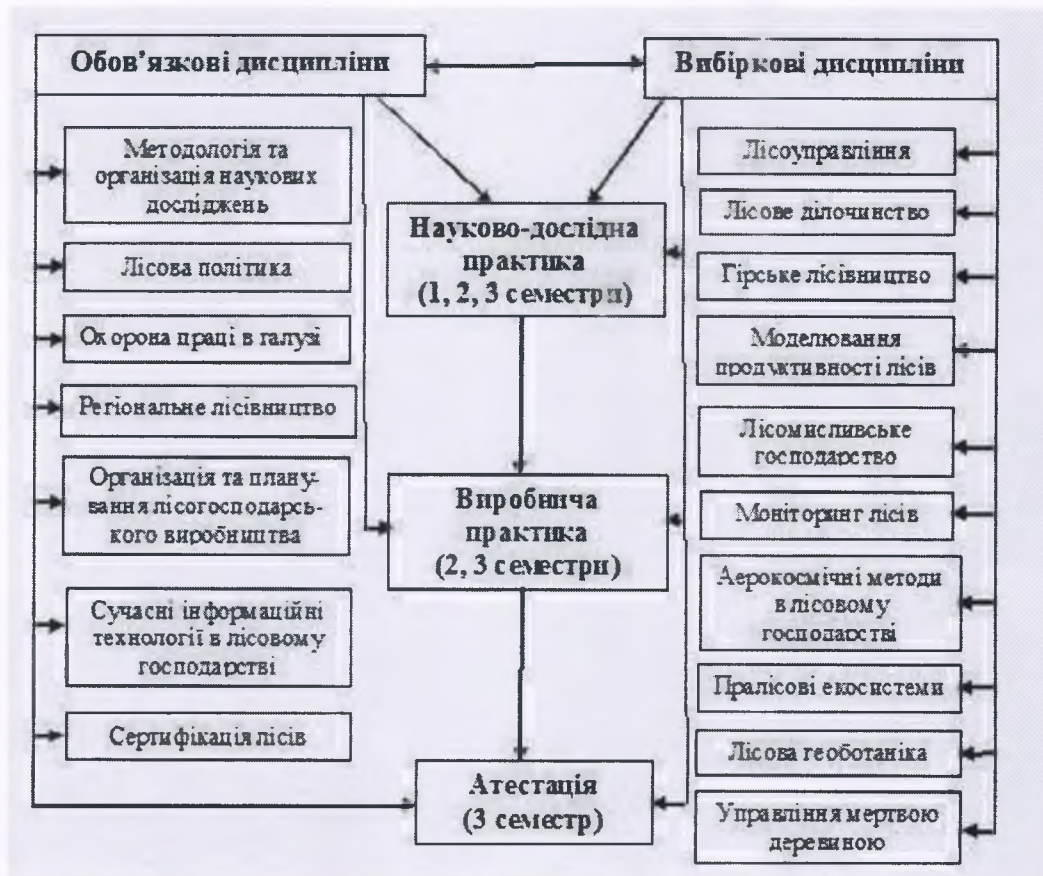 Обов’язкові дисципліни
Вибіркові дисципліни
Методологія та
організація наукових
досліджень
Лісова політика
Охорона праці в галузі
Регіональне лісівництво
Організація та плану-
вання лісогосподарсь-
кого виробництва
Сучасні інформаційні
технології в лісовому
господарстві
Сертифікація лісів
Науково-дослідна
практика
(1, 2, 3 семестри)
Виробнича
практика
(2, 3 семестри)
Атестація
(3 семестр)
Лісоуправління
Лісове ділочинство
Гірське лісівництво
Моделювання
продуктивності лісів
Лісомисливське
господарство
Моніторинг лісів
Аерокосмічні методи
в лісовому
господарстві
Пралісові екосистеми
Лісова геоботаніка
Управління мертвою
деревиною